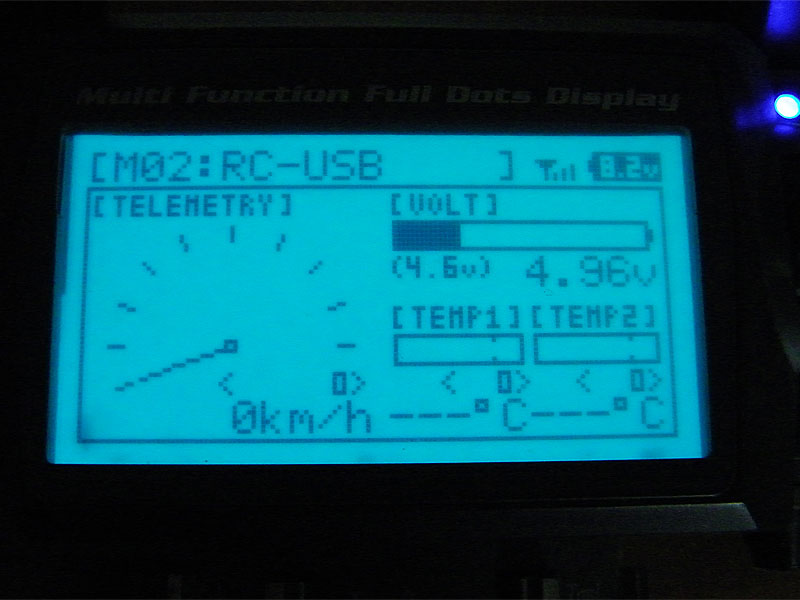 Multi Function Full Dots Display
[M02:RC-USB ] 8.2v
[TELEMETRY] [VOLT]
(4.6v) 4.96v
[TEMP1] [TEMP2]
< 0> < 0> < 0>
0km/h ---°C ---°C